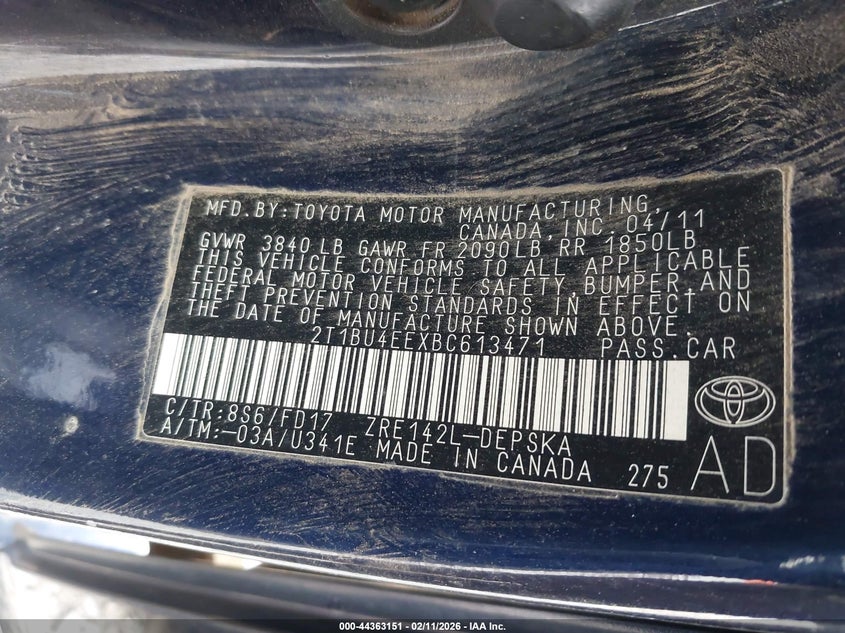 MFD.BY:TOYOTA MOTOR MANUFACTURING
CANADA, INC. 04/11
GVWR 3840 LB GAWR FR 2090LB, RR 1850LB
THIS VEHICLE CONFORMS TO ALL APPLICABLE
FEDERAL MOTOR VEHICLE SAFETY, BUMPER, AND
THEFT PREVENTION STANDARDS IN EFFECT ON
THE DATE OF MANUFACTURE SHOWN ABOVE.
2T1BU4EEXBC613471 PASS.CAR
C/TR:8S6/FD17 ZRE142L-DEPSKA
A/TM:-03A/U341E MADE IN CANADA 275
AD
000-44363151 - 02/11/2026 - IAA Inc.